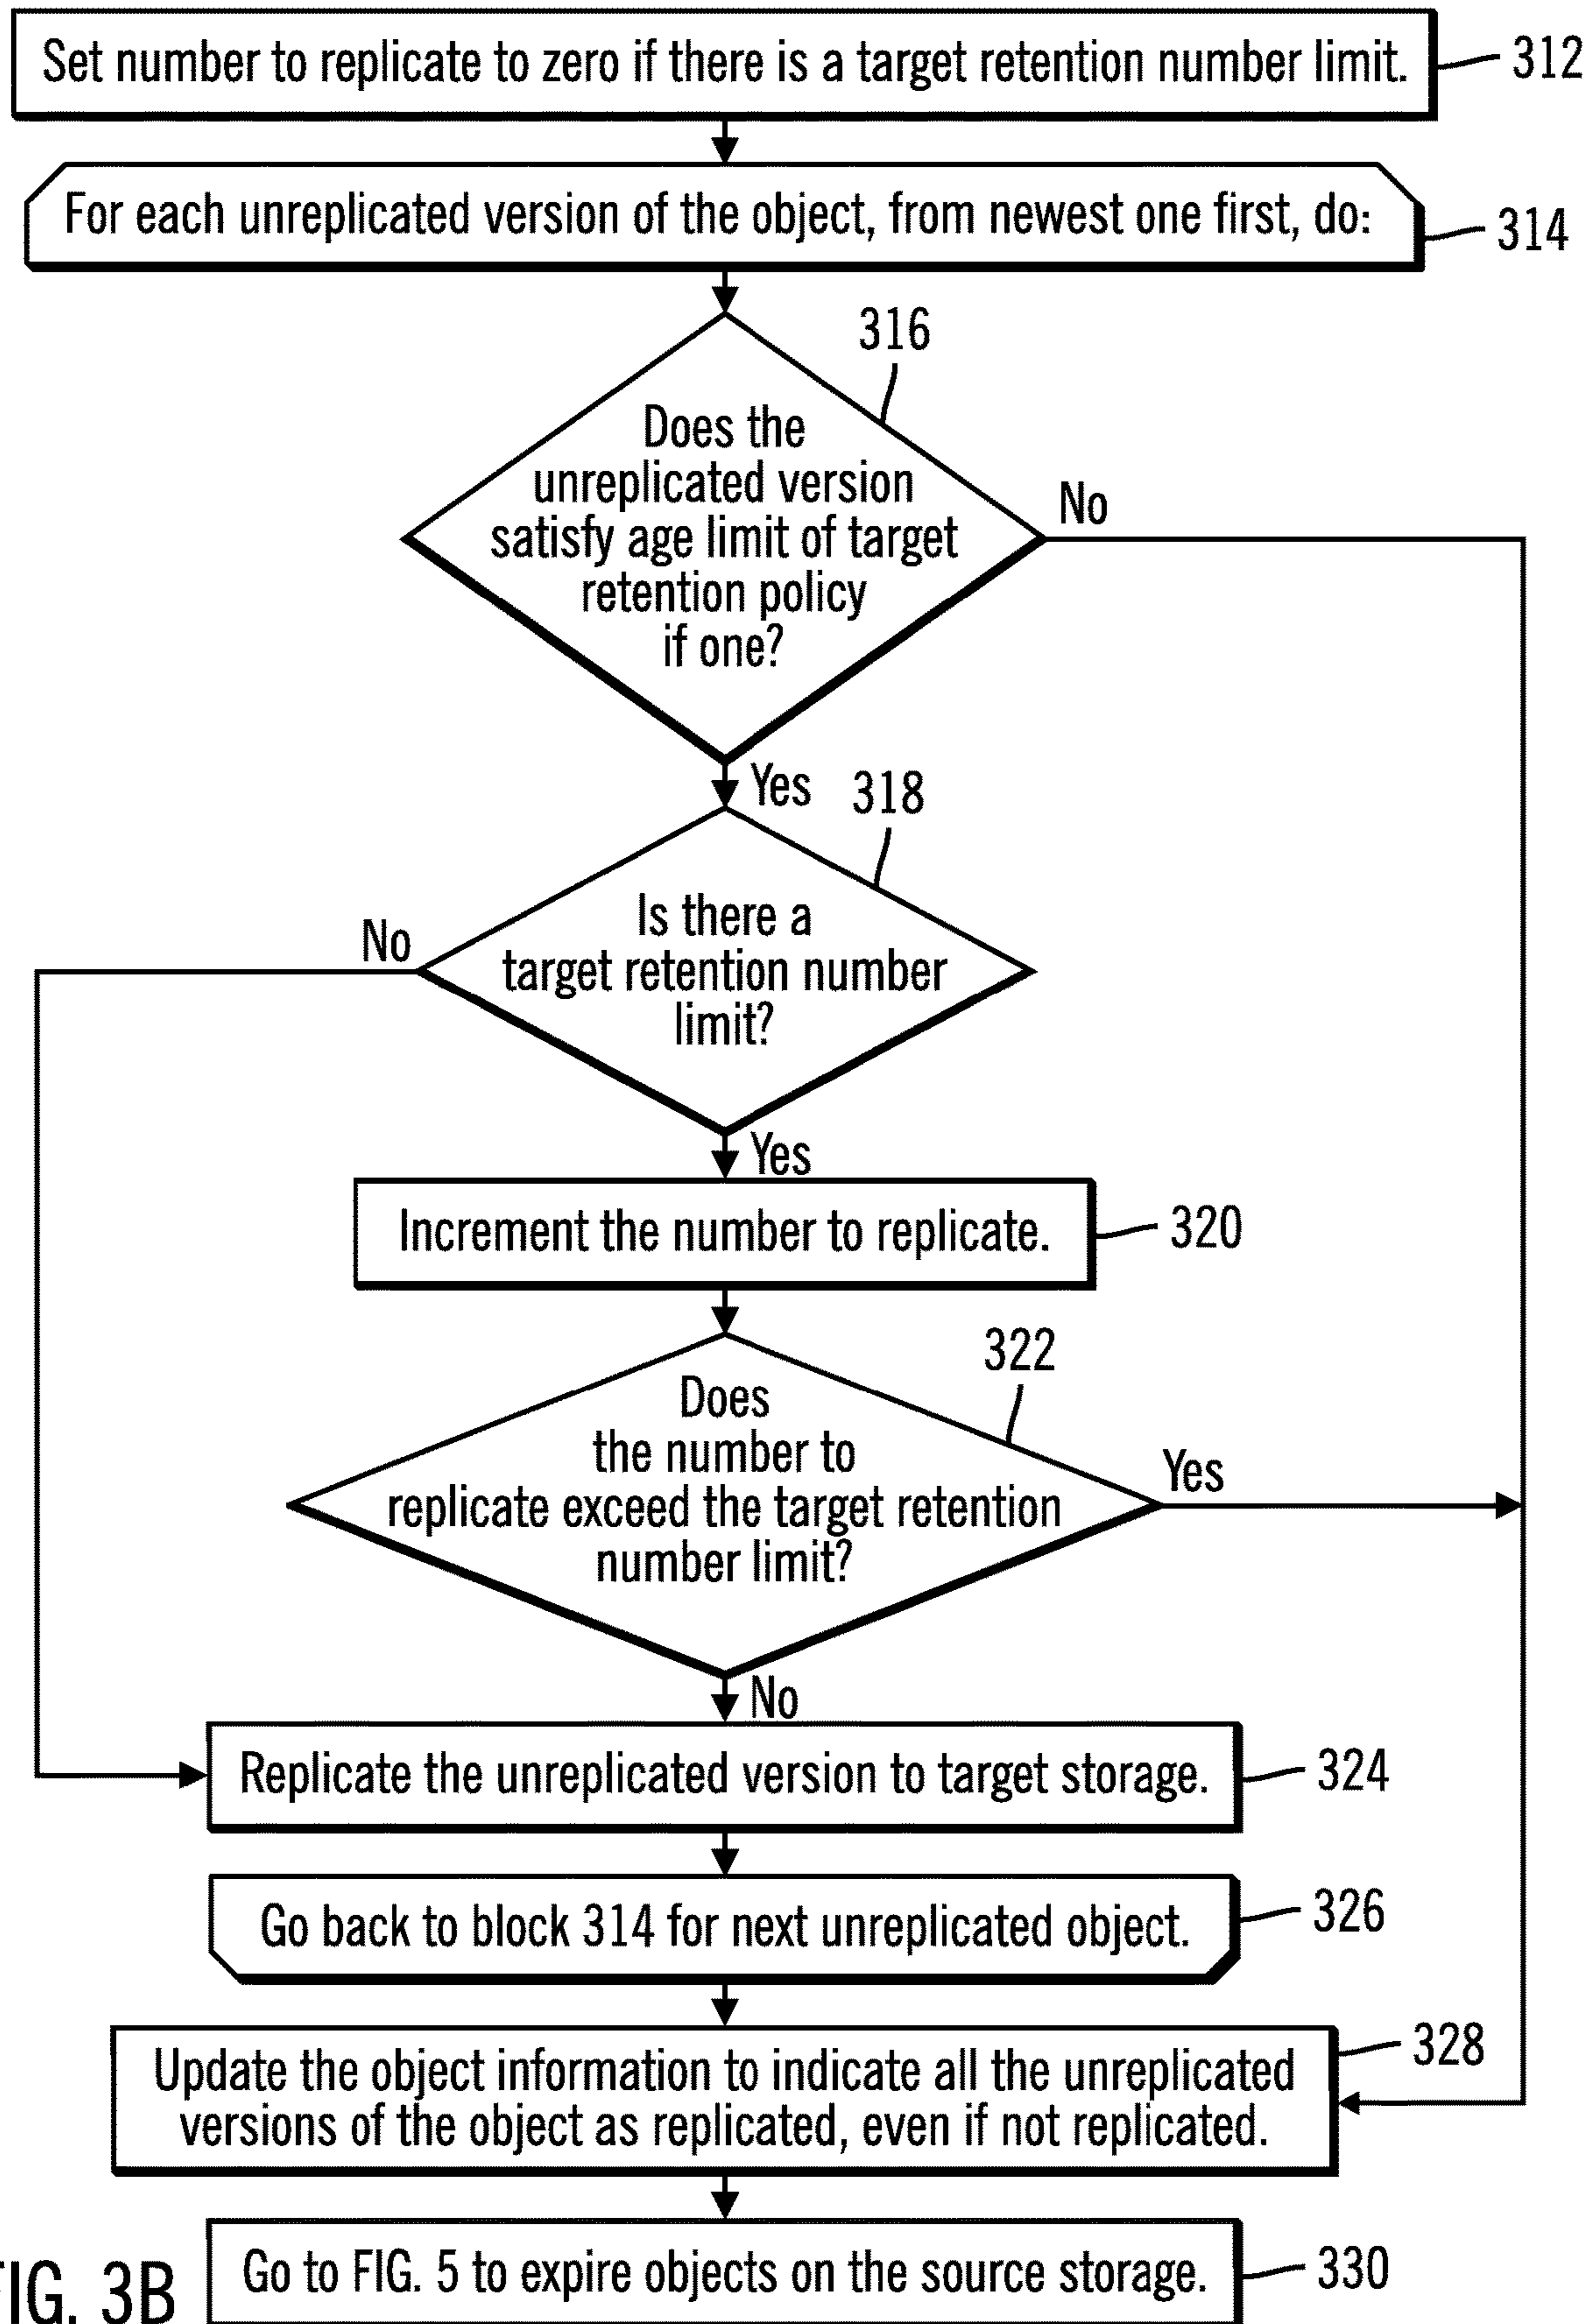 Set number to replicate to zero if there is a target retention number limit.
312
For each unreplicated version of the object, from newest one first, do:
314
316
Does the
unreplicated version
satisfy age limit of target
retention policy
if one?
No
Yes
318
Is there a
target retention number
limit?
No
Yes
Increment the number to replicate.
320
322
Does
the number to
replicate exceed the target retention
number limit?
Yes
No
Replicate the unreplicated version to target storage.
324
Go back to block 314 for next unreplicated object.
326
Update the object information to indicate all the unreplicated
versions of the object as replicated, even if not replicated.
328
Go to FIG. 5 to expire objects on the source storage.
330
FIG. 3B